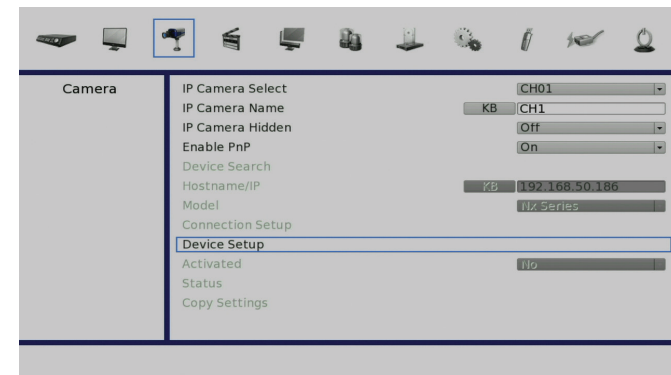 Camera
IP Camera Select CH01
IP Camera Name KB CH1
IP Camera Hidden Off
Enable PnP On
Device Search
Hostname/IP KB 192.168.50.186
Model Nx Series
Connection Setup
Device Setup
Activated No
Status
Copy Settings